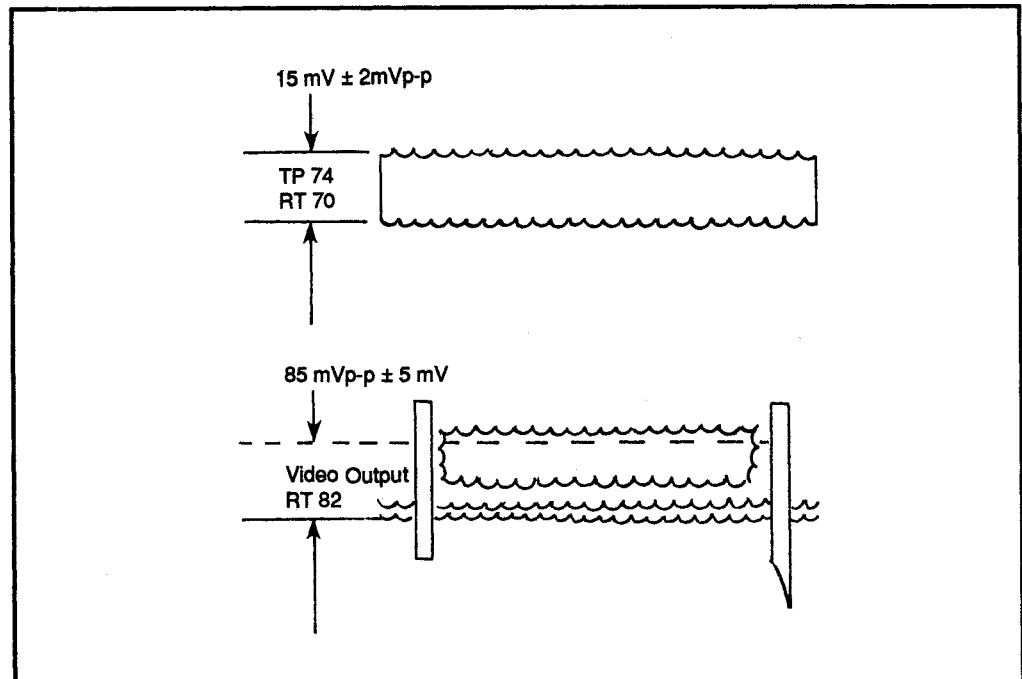 15 mV ± 2mVp-p
TP 74
RT 70
85 mVp-p ± 5 mV
Video Output
RT 82